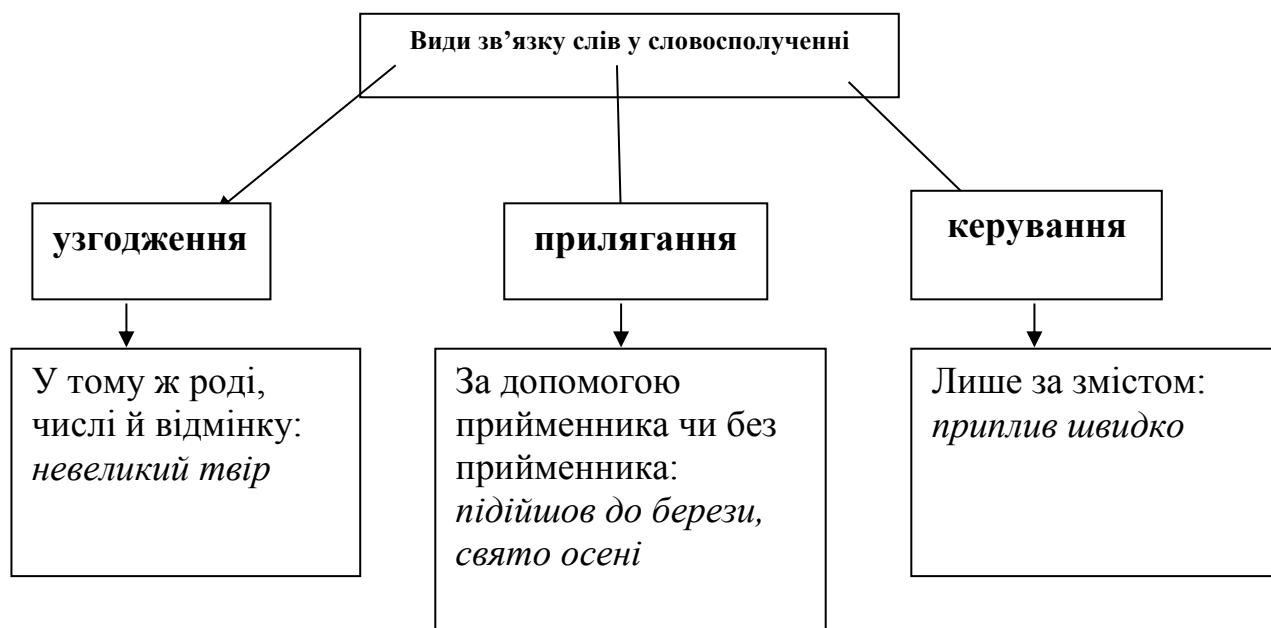 Види зв’язку слів у словосполученні
узгодження
прилягання
керування
У тому ж роді,
числі й відмінку:
невеликий твір
За допомогою
прийменника чи без
прийменника:
підійшов до берези,
свято осені
Лише за змістом:
приплив швидко